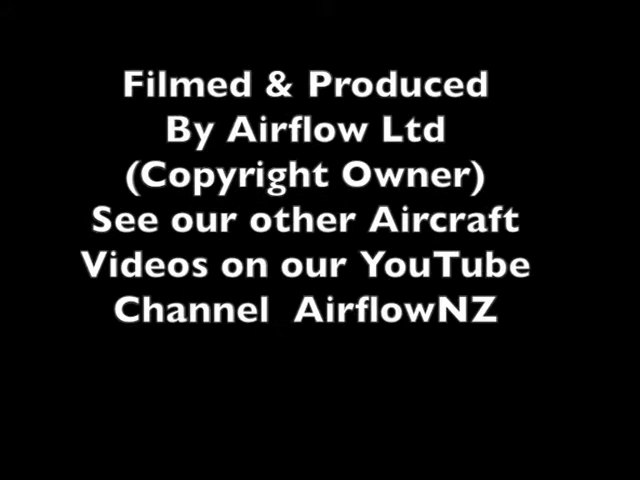 Filmed & Produced
By Airflow Ltd
(Copyright Owner)
See our other Aircraft
Videos on our YouTube
Channel  AirflowNZ